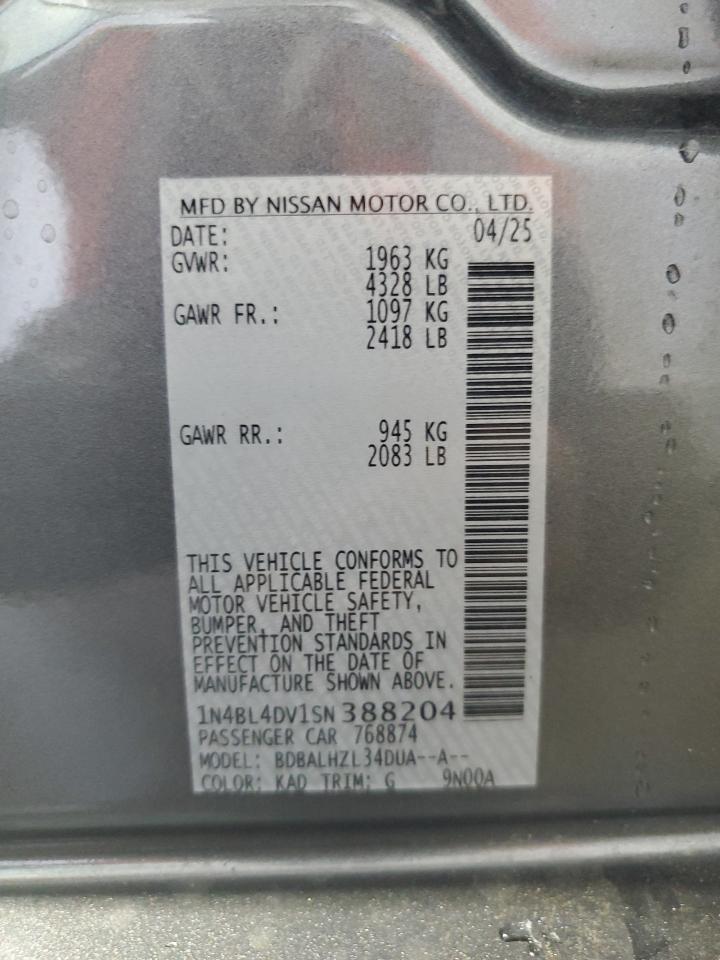 MFD BY NISSAN MOTOR CO., LTD.
DATE: 04/25
GVWR: 1963 KG
4328 LB
GAWR FR.: 1097 KG
2418 LB
GAWR RR.: 945 KG
2083 LB
THIS VEHICLE CONFORMS TO
ALL APPLICABLE FEDERAL
MOTOR VEHICLE SAFETY,
BUMPER, AND THEFT
PREVENTION STANDARDS IN
EFFECT ON THE DATE OF
MANUFACTURE SHOWN ABOVE.
1N4BL4DV1SN388204
PASSENGER CAR 768874
MODEL: BDBALHZL34DUA--A--
COLOR: KAD TRIM: G 9N00A